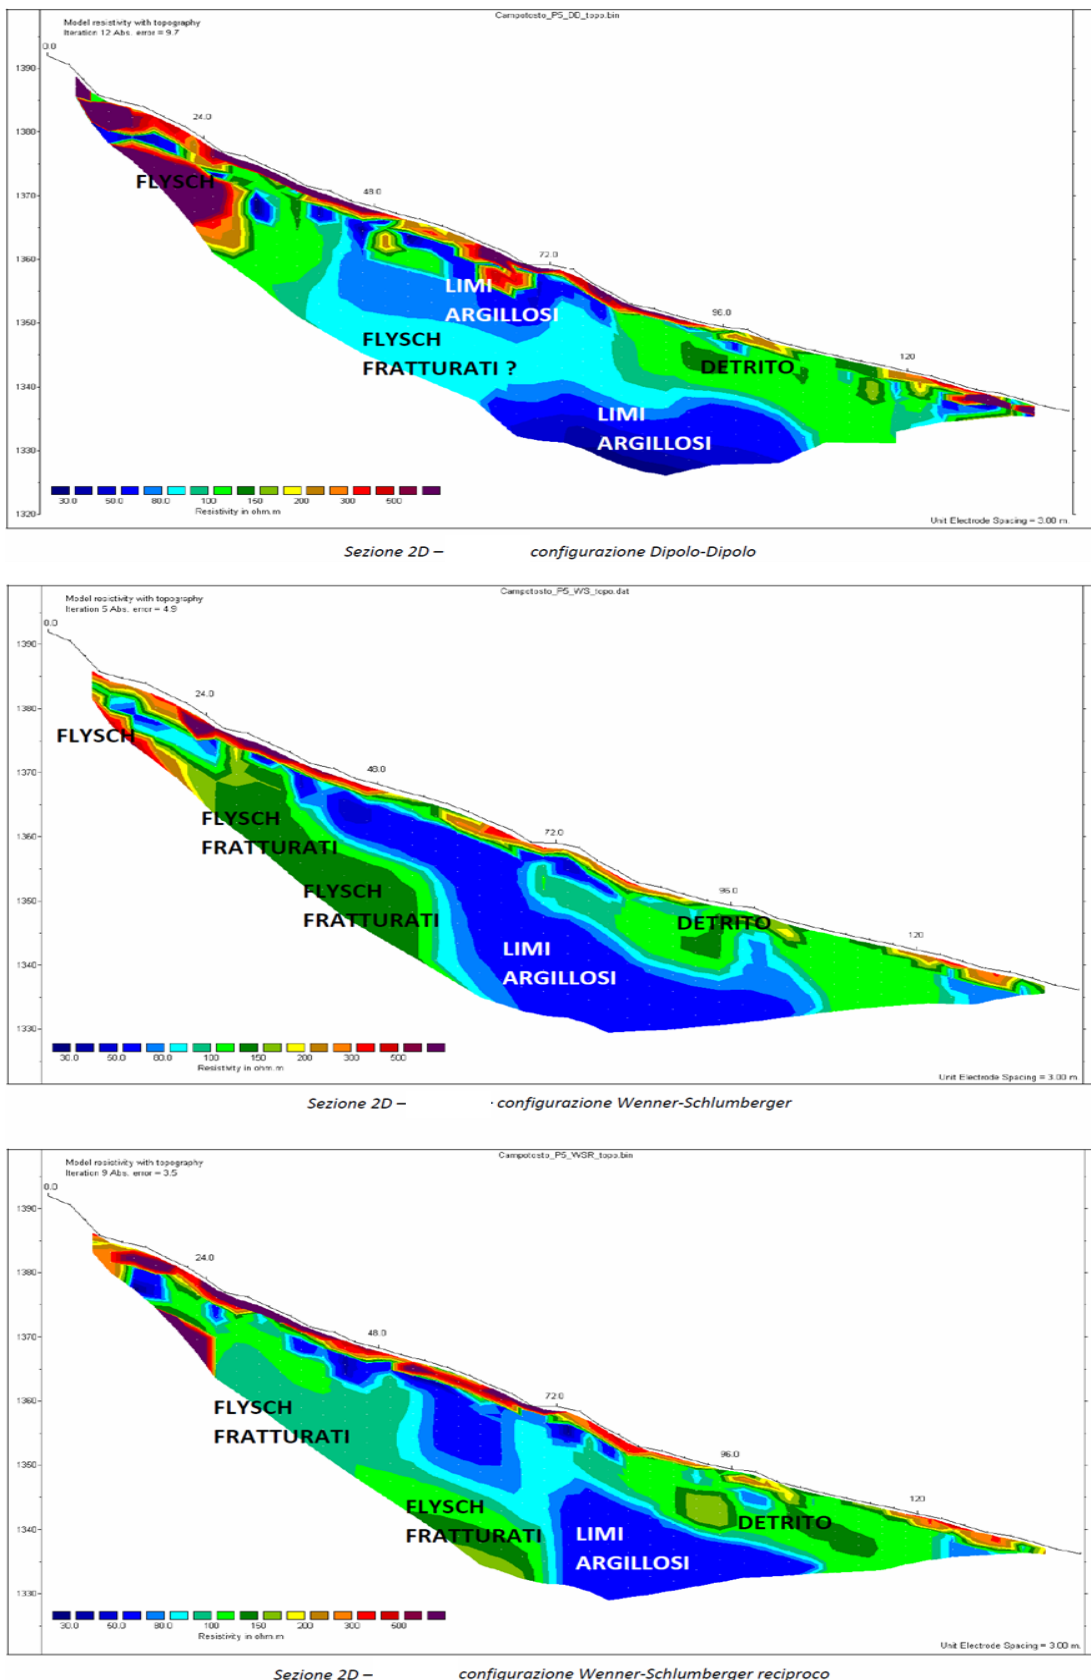 Campotosto_P5_DD_topo.bin
Model resistivity with topography
Iteration 12 Abs. error = 9.7
0.0
1390
24.0
1380
FLYSCH
1370
48.0
72.0
1360
LIMI
ARGILLOSI
1350
96.0
FLYSCH
FRATTURATI ?
DETRITO
120
1340
LIMI
ARGILLOSI
1330
30.0 50.0 80.0 100 150 200 300 500
Resistivity in ohm.m
1320
Unit Electrode Spacing = 3.00 m.
Sezione 2D – configurazione Dipolo-Dipolo
Campotosto_P5_WS_topo.dat
Model resistivity with topography
Iteration 5 Abs. error = 4.9
0.0
1390
24.0
1380
FLYSCH
1370
48.0
FLYSCH
FRATTURATI
1360
72.0
FLYSCH
FRATTURATI
1350
96.0
DETRITO
120
LIMI
ARGILLOSI
1340
1330
30.0 50.0 80.0 100 150 200 300 500
Resistivity in ohm.m
Unit Electrode Spacing = 3.00 m.
Sezione 2D – configurazione Wenner-Schlumberger
Campotosto_P5_WSR_topo.bin
Model resistivity with topography
Iteration 9 Abs. error = 3.5
0.0
1390
24.0
1380
1370
48.0
1360
72.0
FLYSCH
FRATTURATI
1350
96.0
FLYSCH
FRATTURATI
120
DETRITO
1340
LIMI
ARGILLOSI
1330
30.0 50.0 80.0 100 150 200 300 500
Resistivity in ohm.m
Unit Electrode Spacing = 3.00 m.
Sezione 2D – configurazione Wenner-Schlumberger reciproco